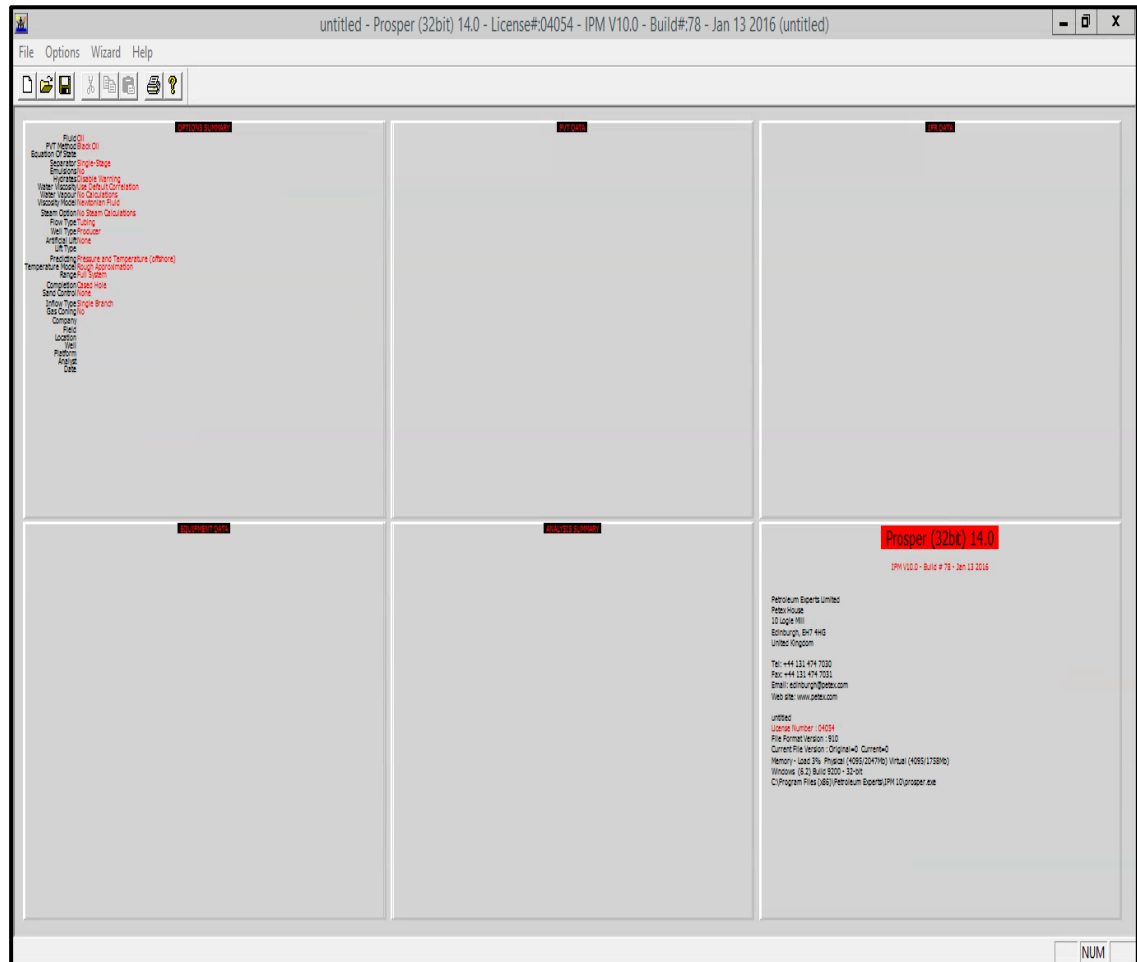 untitled - Prosper (32bit) 14.0 - License#:04054 - IPM V10.0 - Build#:78 - Jan 13 2016 (untitled)
File Options Wizard Help
OPTIONS SUMMARY
Fluid Oil
PVT Method Black Oil
Equation Of State
Separator Single-Stage
Emulsions No
Hydrates Disable Warning
Water Viscosity Use Default Correlation
Water Vapour No Calculations
Viscosity Model Newtonian Fluid
Steam Option No Steam Calculations
Flow Type Tubing
Well Type Producer
Artificial Lift None
Lift Type
Predicting Pressure and Temperature (offshore)
Temperature Model Rough Approximation
Range Full System
Completion Cased Hole
Sand Control None
Inflow Type Single Branch
Gas Coning No
Company
Field
Location
Well
Platform
Analyst
Date
PVT DATA
IPR DATA
EQUIPMENT DATA
ANALYSIS SUMMARY
Prosper (32bit) 14.0
IPM V10.0 - Build # 78 - Jan 13 2016
Petroleum Experts Limited
Petex House
10 Logie Mill
Edinburgh, EH7 4HG
United Kingdom
Tel: +44 131 474 7030
Fax: +44 131 474 7031
Email: edinburgh@petex.com
Web site: www.petex.com
untitled
License Number : 04054
File Format Version : 910
Current File Version : Original=0 Current=0
Memory - Load 3% Physical (4095/2047Mb) Virtual (4095/1758Mb)
Windows (6.2) Build 9200 - 32-bit
C:\Program Files (x86)\Petroleum Experts\IPM 10\prosper.exe
NUM